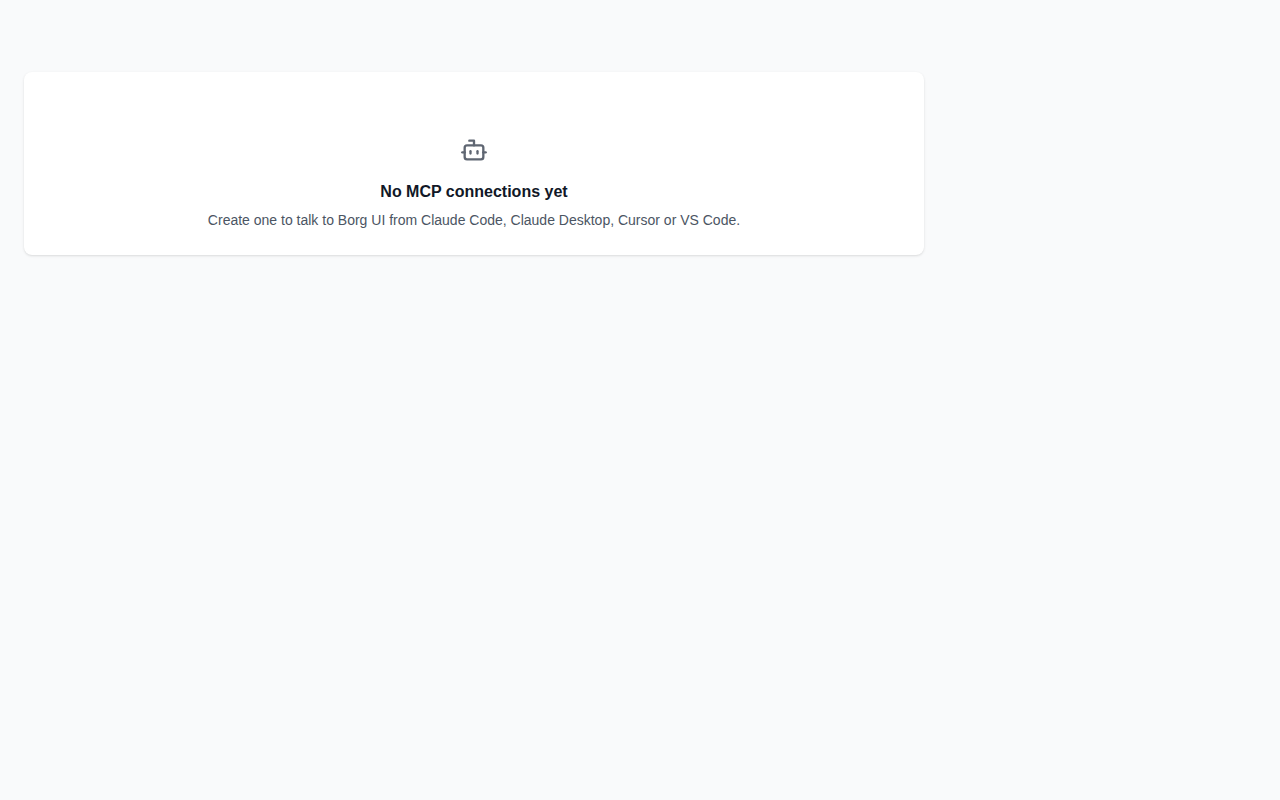 No MCP connections yet
Create one to talk to Borg UI from Claude Code, Claude Desktop, Cursor or VS Code.